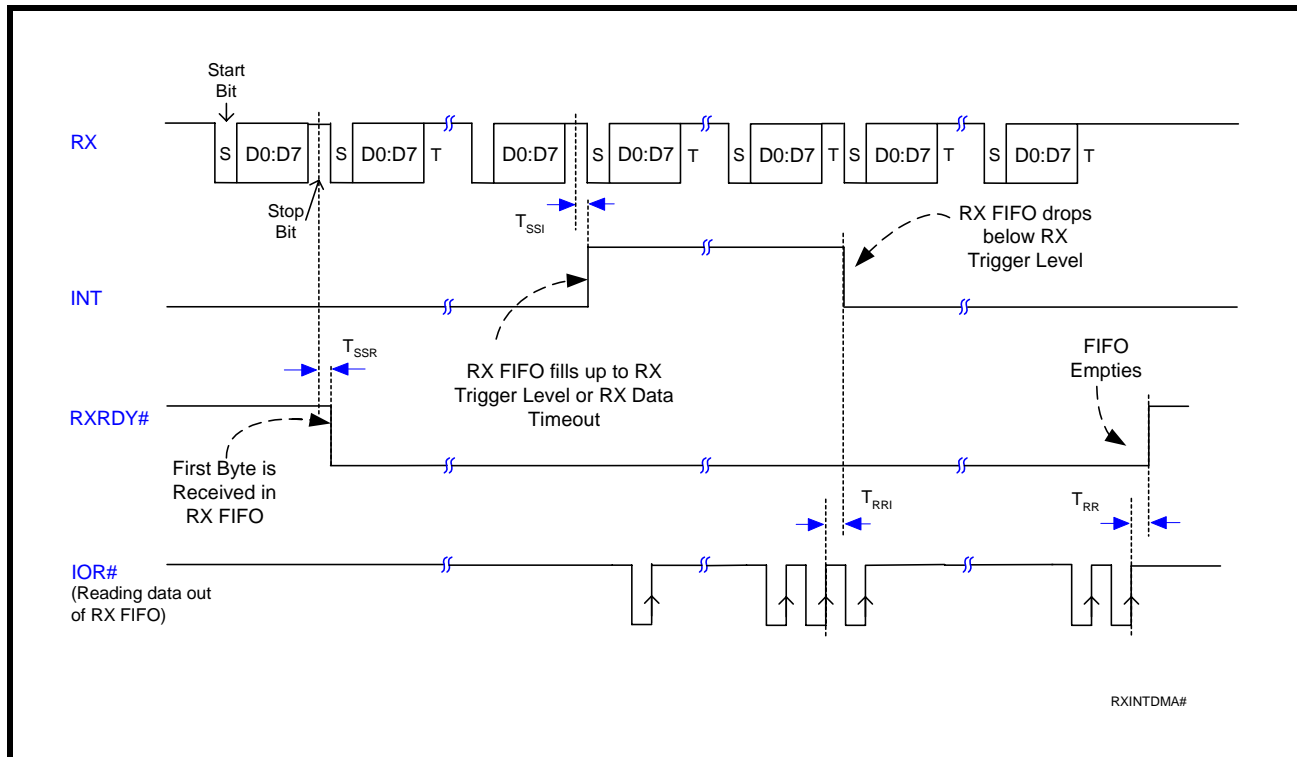 Start
Bit
RX
S
D0:D7
S
D0:D7
T
D0:D7
S
D0:D7
T
S
D0:D7
T
S
D0:D7
T
S
D0:D7
T
Stop
Bit
TSSI
RX FIFO drops
below RX
Trigger Level
INT
TSSR
RX FIFO fills up to RX
Trigger Level or RX Data
Timeout
FIFO
Empties
RXRDY#
First Byte is
Received in
RX FIFO
TRRI
TRR
IOR#
(Reading data out
of RX FIFO)
RXINTDMA#